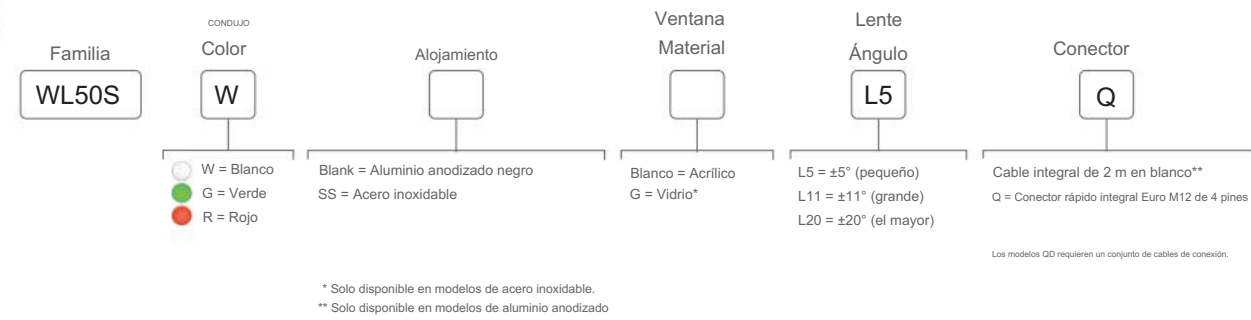 Familia
WL50S
CONDUJO
Color
W
Alojamiento
Ventana
Material
Lente
Ángulo
L5
Conector
Q
W = Blanco
G = Verde
R = Rojo
Blank = Aluminio anodizado negro
SS = Acero inoxidable
Blanco = Acrílico
G = Vidrio*
L5 = ±5° (pequeño)
L11 = ±11° (grande)
L20 = ±20° (el mayor)
Cable integral de 2 m en blanco**
Q = Conector rápido integral Euro M12 de 4 pines
Los modelos QD requieren un conjunto de cables de conexión.
* Solo disponible en modelos de acero inoxidable.
** Solo disponible en modelos de aluminio anodizado